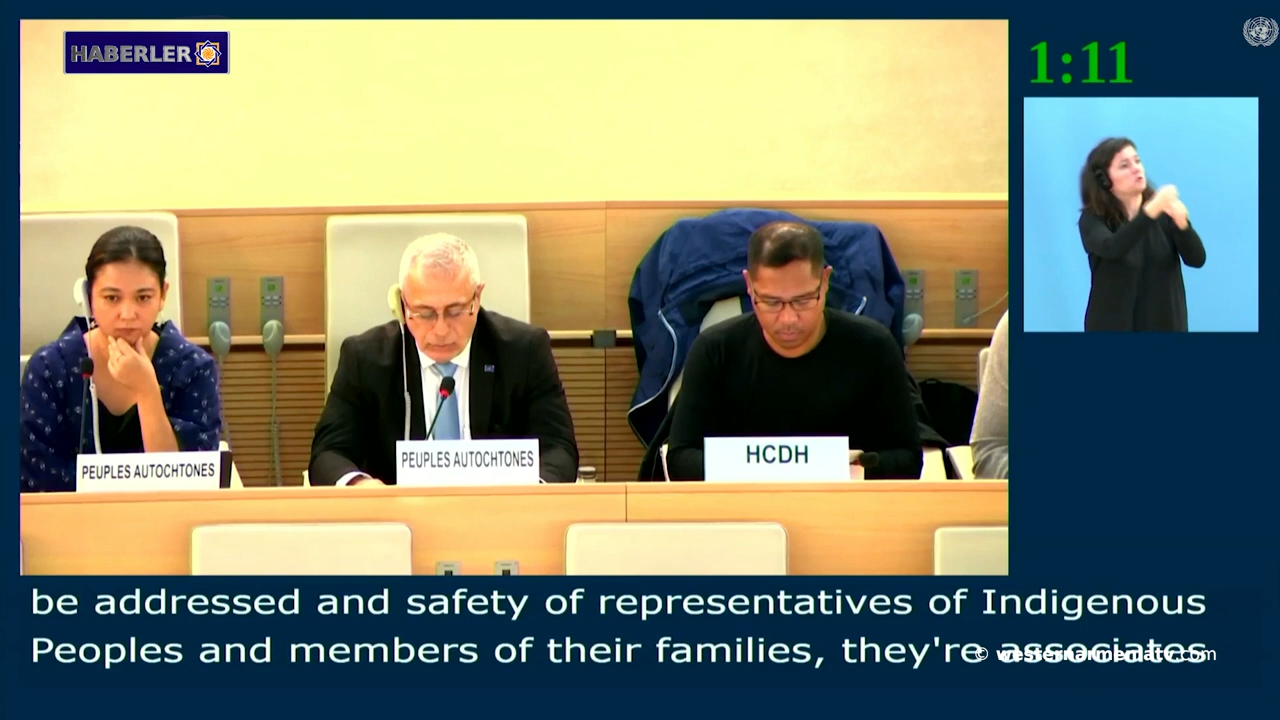 HABERLER
1:11
PEUPLES AUTOCHTONES
PEUPLES AUTOCHTONES
HCDH
be addressed and safety of representatives of Indigenous
Peoples and members of their families, they're associates
© westernarmeniatv.com